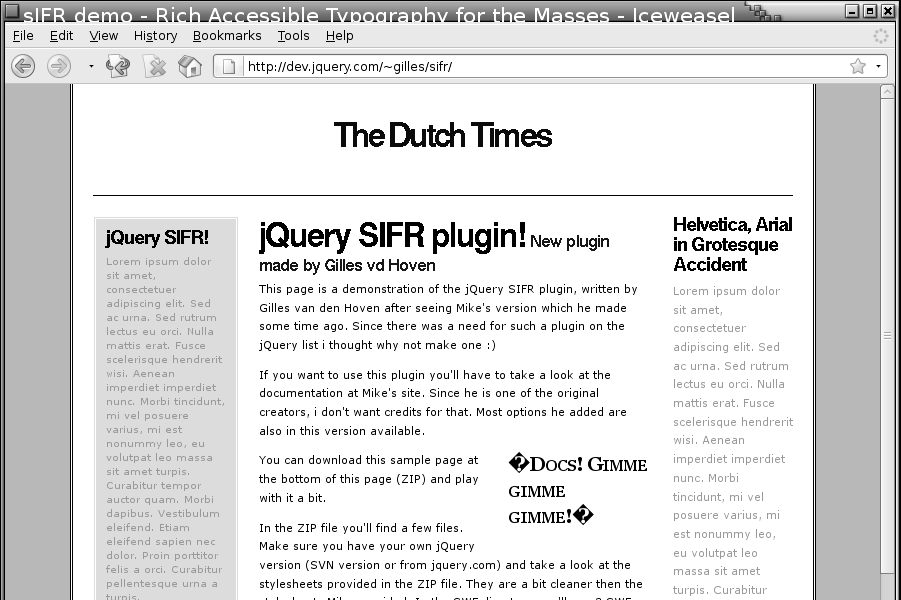 sIFR demo - Rich Accessible Typography for the Masses - Iceweasel
File Edit View History Bookmarks Tools Help
http://dev.jquery.com/~gilles/sifr/
The Dutch Times
jQuery SIFR!
Lorem ipsum dolor
sit amet,
consectetuer
adipiscing elit. Sed
ac urna. Sed rutrum
lectus eu orci. Nulla
mattis erat. Fusce
scelerisque hendrerit
wisi. Aenean
imperdiet imperdiet
nunc. Morbi tincidunt,
mi vel posuere
varius, mi est
nonummy leo, eu
volutpat leo massa
sit amet turpis.
Curabitur tempor
auctor quam. Morbi
dapibus. Vestibulum
eleifend. Etiam
eleifend sapien nec
dolor. Proin porttitor
felis a orci. Curabitur
pellentesque urna a
turpis.
jQuery SIFR plugin! New plugin
made by Gilles vd Hoven
This page is a demonstration of the jQuery SIFR plugin, written by
Gilles van den Hoven after seeing Mike's version which he made
some time ago. Since there was a need for such a plugin on the
jQuery list i thought why not make one :)
If you want to use this plugin you'll have to take a look at the
documentation at Mike's site. Since he is one of the original
creators, i don't want credits for that. Most options he added are
also in this version available.
You can download this sample page at
the bottom of this page (ZIP) and play
with it a bit.
�Docs! Gimme
gimme
gimme!�
In the ZIP file you'll find a few files.
Make sure you have your own jQuery
version (SVN version or from jquery.com) and take a look at the
stylesheets provided in the ZIP file. They are a bit cleaner then the
Helvetica, Arial
in Grotesque
Accident
Lorem ipsum dolor
sit amet,
consectetuer
adipiscing elit. Sed
ac urna. Sed rutrum
lectus eu orci. Nulla
mattis erat. Fusce
scelerisque hendrerit
wisi. Aenean
imperdiet imperdiet
nunc. Morbi
tincidunt, mi vel
posuere varius, mi
est nonummy leo,
eu volutpat leo
massa sit amet
turpis. Curabitur